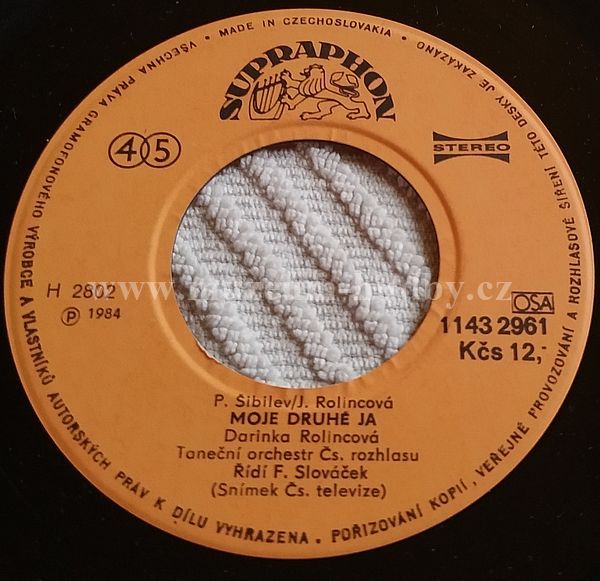 VŠECHNA PRÁVA GRAMOFONOVÉHO VÝROBCE A VLASTNÍKŮ AUTORSKÝCH PRÁV K DÍLU VYHRAZENA. POŘIZOVÁNÍ KOPIÍ, VEŘEJNÉ PROVOZOVÁNÍ A ROZHLASOVÉ ŠÍŘENÍ TÉTO DESKY JE ZAKÁZÁNO • MADE IN CZECHOSLOVAKIA •
SUPRAPHON
45
STEREO
H 2802
Ⓟ 1984
OSA
1143 2961
Kčs 12,-
P. Sibilev/J. Rolincová
MOJE DRUHÉ JA
Darinka Rolincová
Taneční orchestr Čs. rozhlasu
Řídí F. Slováček
(Snímek Čs. televize)